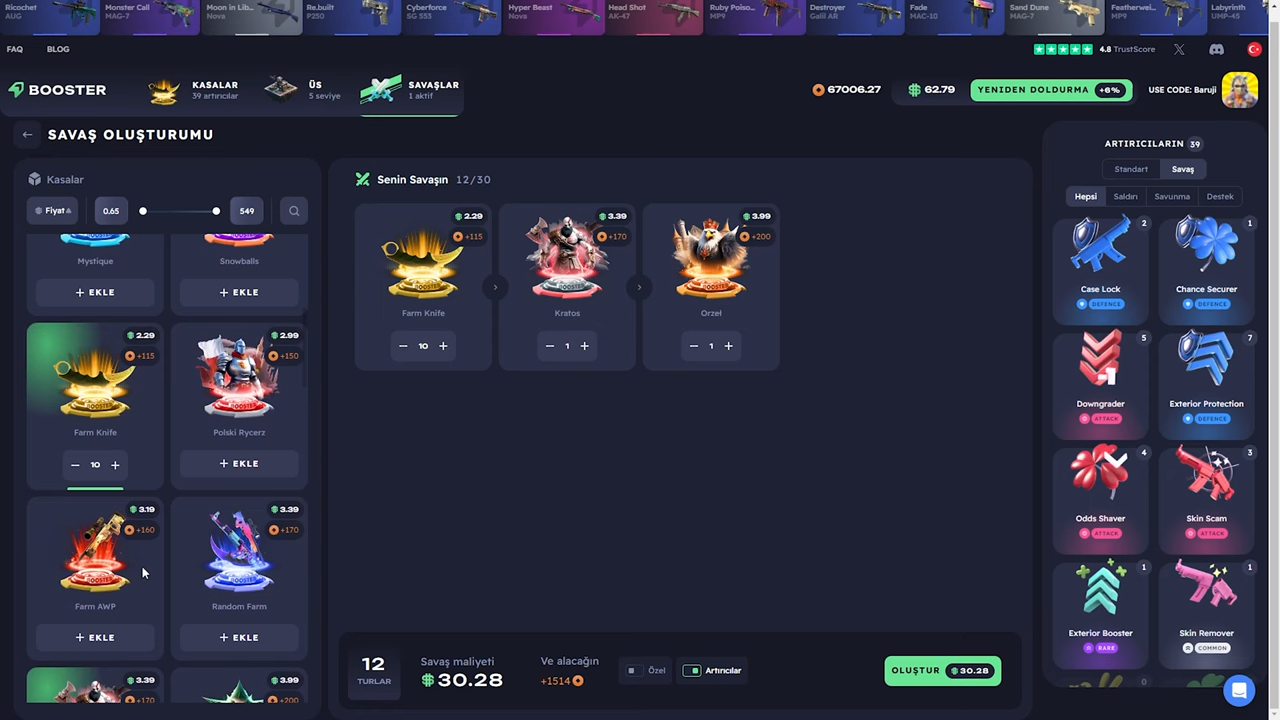 Ricochet
AUG
Monster Call
MAG-7
Moon in Lib...
Nova
Re.built
P250
Cyberforce
SG 553
Hyper Beast
Nova
Head Shot
AK-47
Ruby Poiso...
MP9
Destroyer
Galil AR
Fade
MAC-10
Sand Dune
MAG-7
Featherwei...
MP9
Labyrinth
UMP-45
FAQ BLOG
4.8 TrustScore
BOOSTER
KASALAR
39 artırıcılar
ÜS
5 seviye
SAVAŞLAR
1 aktif
67006.27
62.79
YENİDEN DOLDURMA +6%
USE CODE: Baruji
SAVAŞ OLUŞTURUMU
Kasalar
Fiyat
0.65
549
Mystique
+ EKLE
Snowballs
+ EKLE
2.29
+115
Farm Knife
− 10 +
2.99
+150
Polski Rycerz
+ EKLE
3.19
+160
BOOSTER
Farm AWP
+ EKLE
3.39
+170
BOOSTER
Random Farm
+ EKLE
3.39
+170
3.99
+200
Senin Savaşın 12/30
2.29
+115
BOOSTER
Farm Knife
− 10 +
3.39
+170
BOOSTER
Kratos
− 1 +
3.99
+200
BOOSTER
Orzel
− 1 +
12
TURLAR
Savaş maliyeti
30.28
Ve alacağın
+1514
Özel
Artırıcılar
OLUŞTUR 30.28
ARTIRICILARIN 39
Standart
Savaş
Hepsi
Saldırı
Savunma
Destek
2
Case Lock
DEFENCE
1
Chance Securer
DEFENCE
5
Downgrader
ATTACK
7
Exterior Protection
DEFENCE
4
Odds Shaver
ATTACK
3
Skin Scam
ATTACK
1
Exterior Booster
RARE
1
Skin Remover
COMMON
0